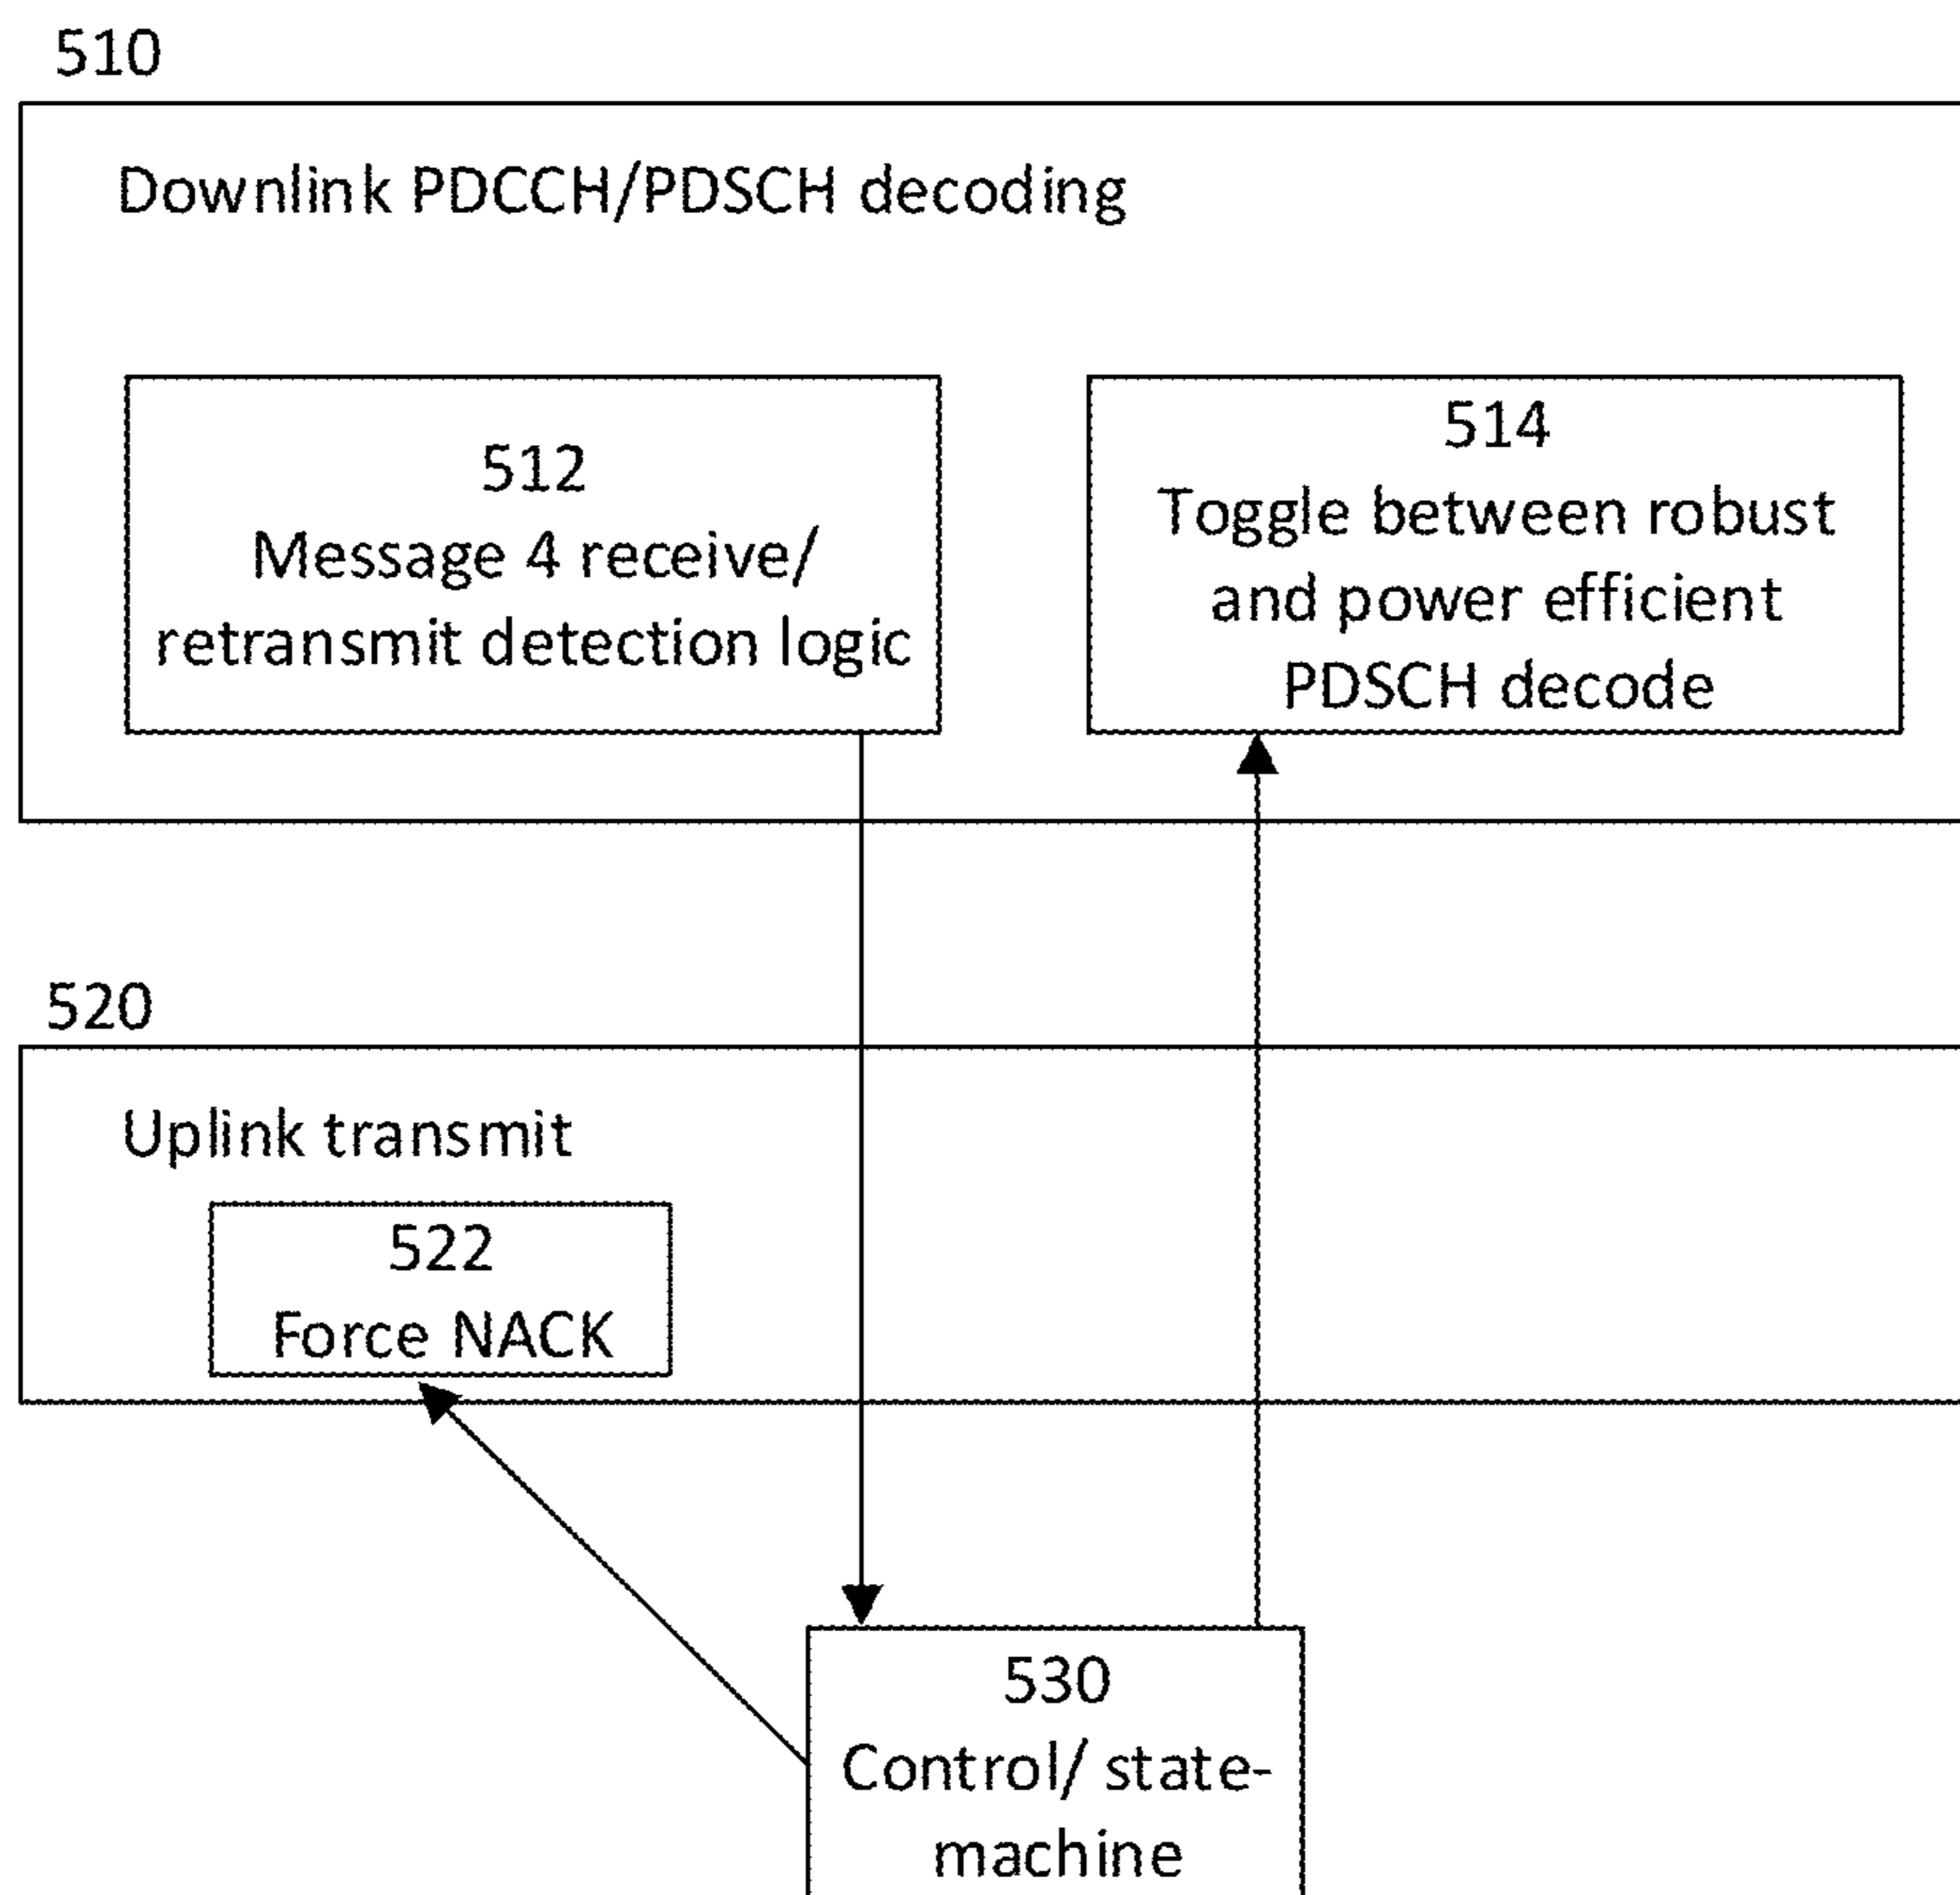 510
Downlink PDCCH/PDSCH decoding
512
Message 4 receive/
retransmit detection logic
514
Toggle between robust
and power efficient
PDSCH decode
520
Uplink transmit
522
Force NACK
530
Control/ state-
machine